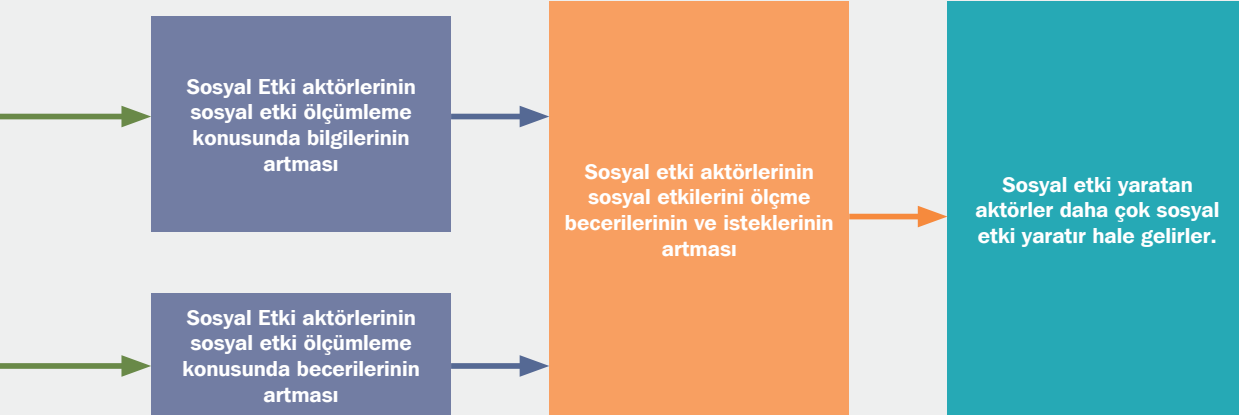 Sosyal Etki aktörlerinin
sosyal etki ölçümleme
konusunda bilgilerinin
artması
Sosyal Etki aktörlerinin
sosyal etki ölçümleme
konusunda becerilerinin
artması
Sosyal etki aktörlerinin
sosyal etkilerini ölçme
becerilerinin ve isteklerinin
artması
Sosyal etki yaratan
aktörler daha çok sosyal
etki yaratır hale gelirler.